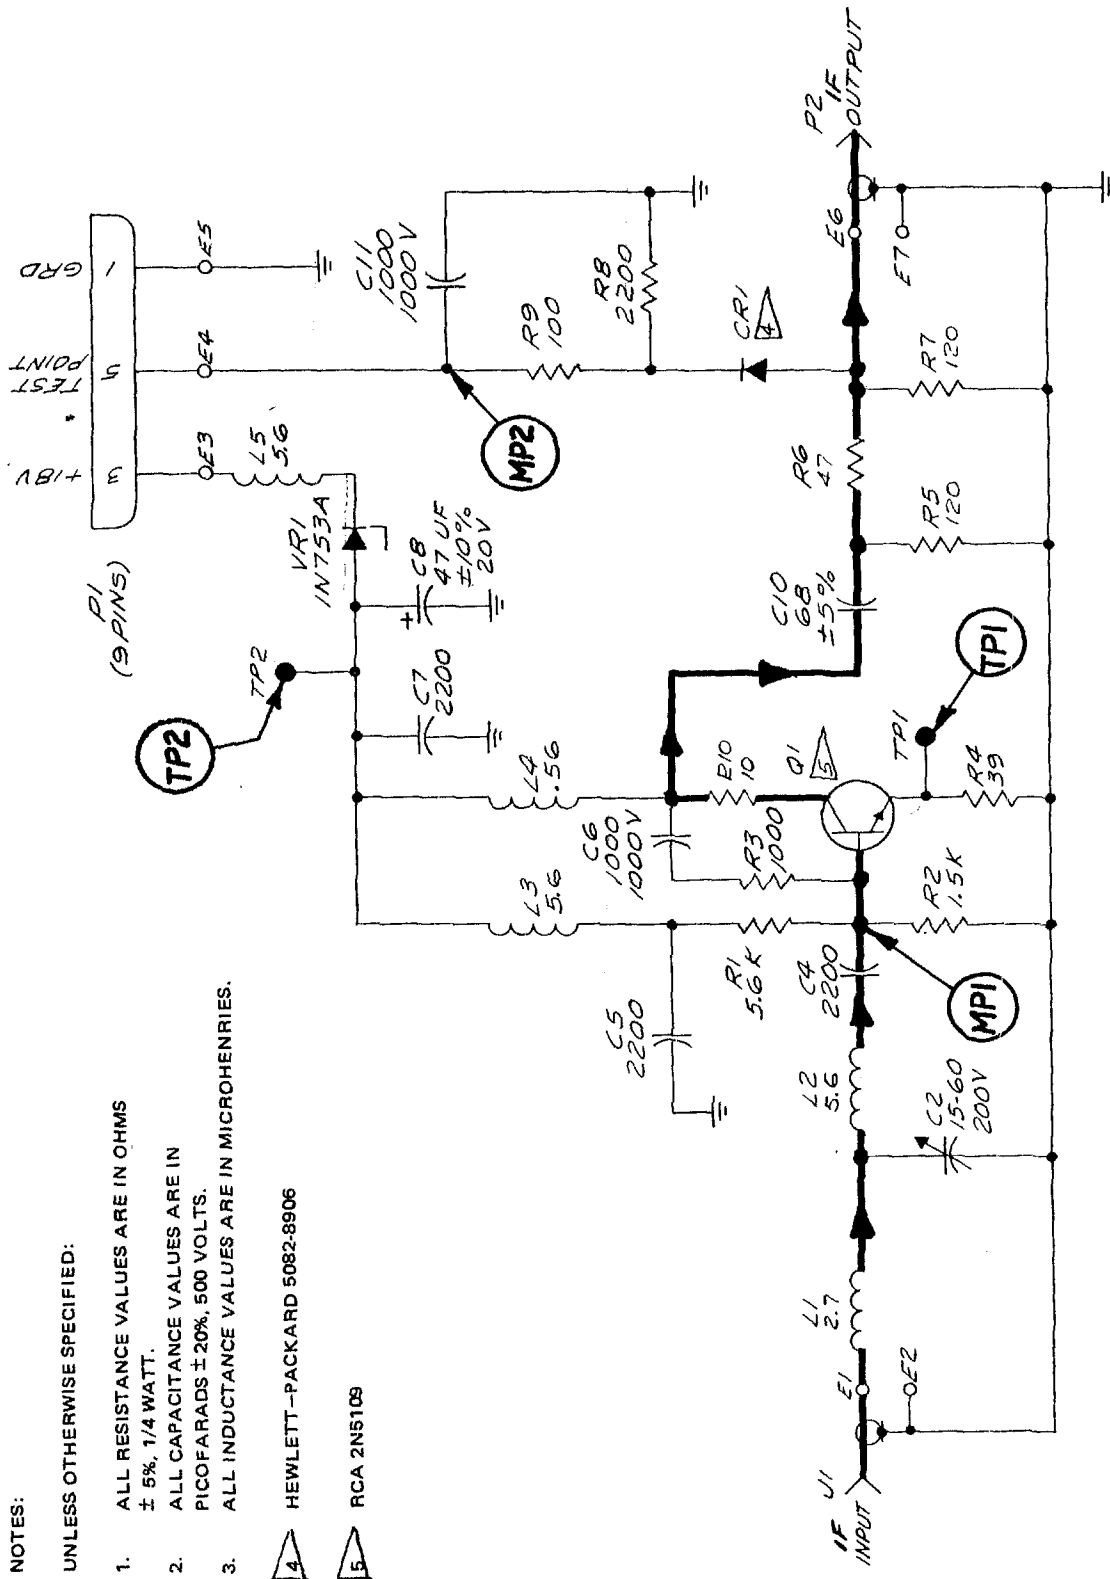 NOTES:
UNLESS OTHERWISE SPECIFIED:
1. ALL RESISTANCE VALUES ARE IN OHMS
± 5%, 1/4 WATT.
2. ALL CAPACITANCE VALUES ARE IN
PICOFARADS ± 20%, 500 VOLTS.
3. ALL INDUCTANCE VALUES ARE IN MICROHENRIES.
4 HEWLETT-PACKARD 5082-8906
5 RCA 2N5109
P1
(9 PINS)
+18V
3
* TEST
POINT
5
GRD
1
E3
E4
E5
L5
5.6
VR1
1N753A
TP2
TP2
C8
47 UF
±10%
20V
C7
2200
C11
1000
1000V
MP2
R9
100
R8
2200
CR1
4
L3
5.6
L4
.56
C5
2200
C6
1000
1000V
R1
5.6K
R3
1000
R10
10
Q1
5
C10
68
±5%
R6
47
IF
INPUT
J1
E1
E2
L1
2.7
L2
5.6
C2
15-60
200V
C4
2200
MP1
R2
1.5K
R4
39
TP1
TP1
R5
120
R7
120
E6
E7
P2
IF
OUTPUT